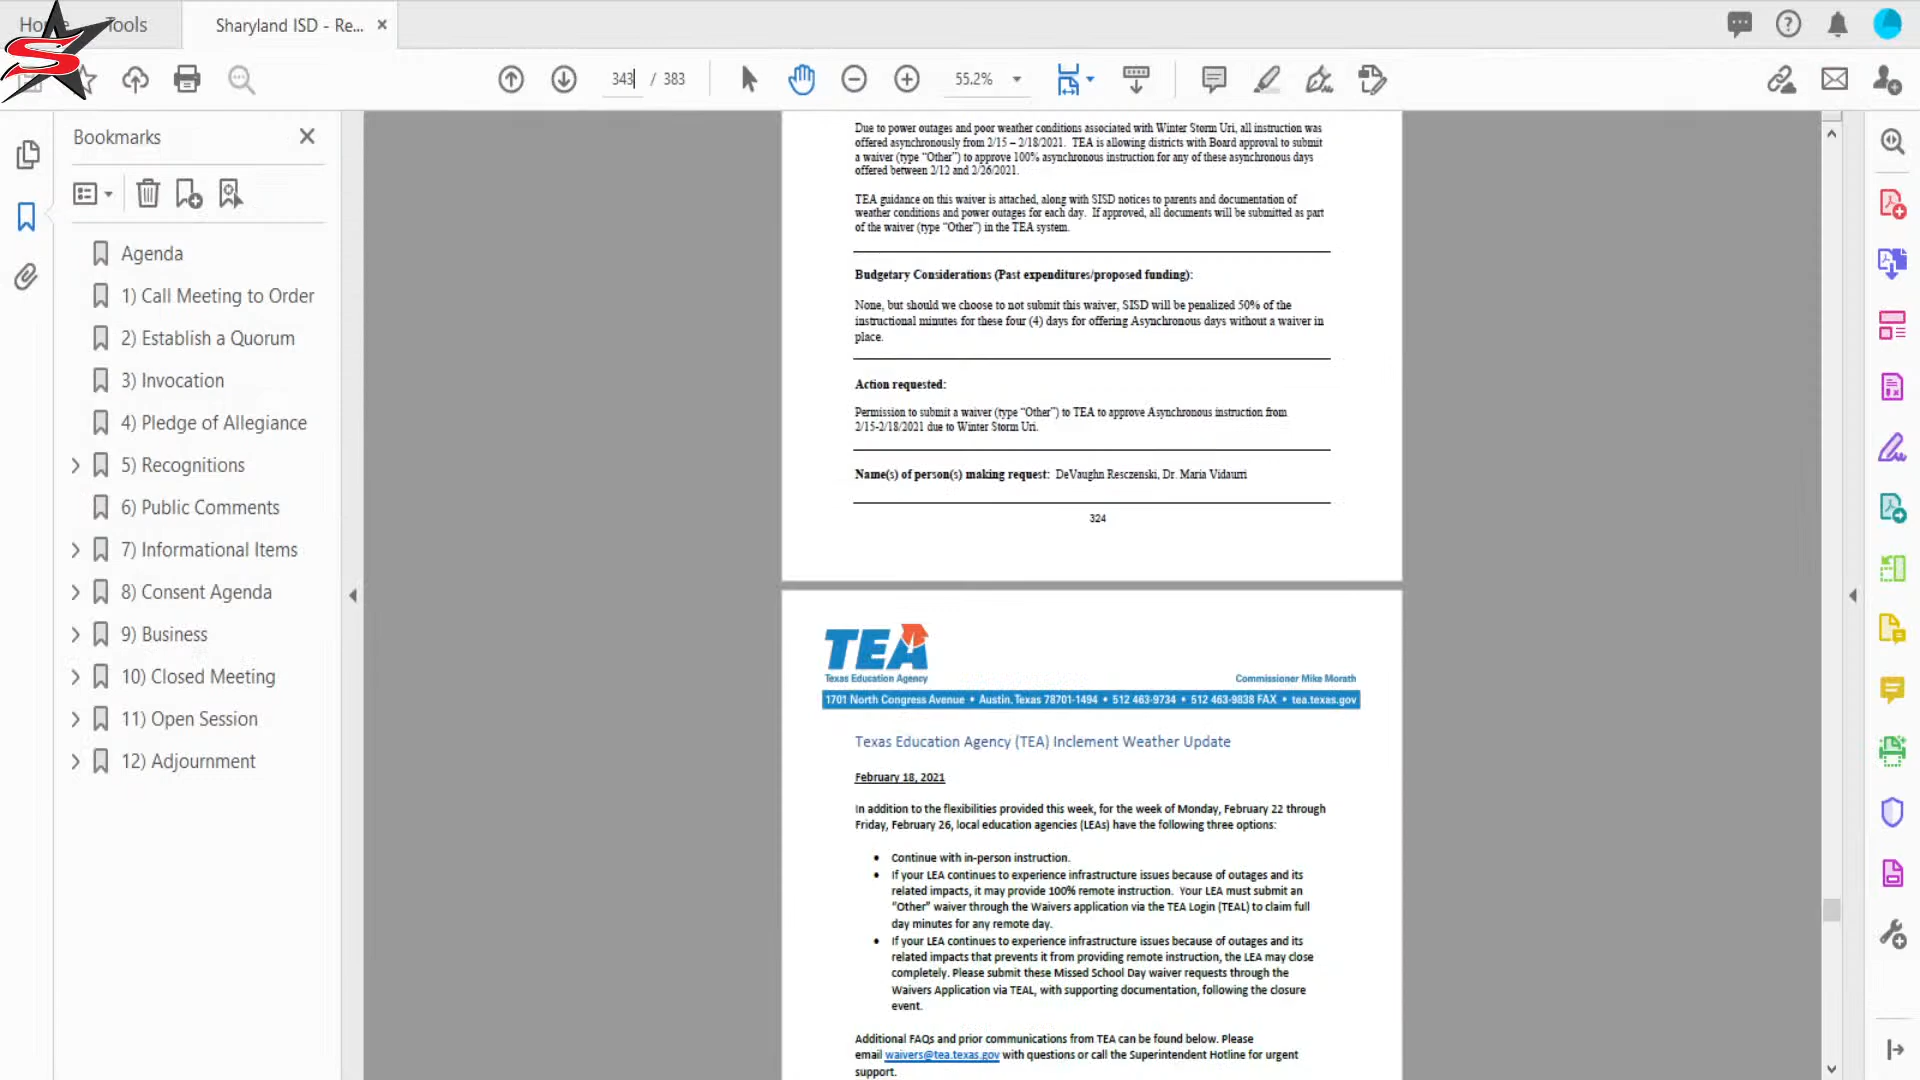 Home Tools
Sharyland ISD - Re...
343 / 383
55.2%
Bookmarks
Agenda
1) Call Meeting to Order
2) Establish a Quorum
3) Invocation
4) Pledge of Allegiance
5) Recognitions
6) Public Comments
7) Informational Items
8) Consent Agenda
9) Business
10) Closed Meeting
11) Open Session
12) Adjournment
Due to power outages and poor weather conditions associated with Winter Storm Uri, all instruction was
offered asynchronously from 2/15 – 2/18/2021. TEA is allowing districts with Board approval to submit
a waiver (type “Other”) to approve 100% asynchronous instruction for any of these asynchronous days
offered between 2/12 and 2/26/2021.
TEA guidance on this waiver is attached, along with SISD notices to parents and documentation of
weather conditions and power outages for each day. If approved, all documents will be submitted as part
of the waiver (type “Other”) in the TEA system.
Budgetary Considerations (Past expenditures/proposed funding):
None, but should we choose to not submit this waiver, SISD will be penalized 50% of the
instructional minutes for these four (4) days for offering Asynchronous days without a waiver in
place.
Action requested:
Permission to submit a waiver (type “Other”) to TEA to approve Asynchronous instruction from
2/15-2/18/2021 due to Winter Storm Uri.
Name(s) of person(s) making request: DeVaughn Resczenski, Dr. Maria Vidaurri
324
TEA
Texas Education Agency
Commissioner Mike Morath
1701 North Congress Avenue • Austin, Texas 78701-1494 • 512 463-9734 • 512 463-9838 FAX • tea.texas.gov
Texas Education Agency (TEA) Inclement Weather Update
February 18, 2021
In addition to the flexibilities provided this week, for the week of Monday, February 22 through
Friday, February 26, local education agencies (LEAs) have the following three options:
• Continue with in-person instruction.
• If your LEA continues to experience infrastructure issues because of outages and its
related impacts, it may provide 100% remote instruction. Your LEA must submit an
“Other” waiver through the Waivers application via the TEA Login (TEAL) to claim full
day minutes for any remote day.
• If your LEA continues to experience infrastructure issues because of outages and its
related impacts that prevents it from providing remote instruction, the LEA may close
completely. Please submit these Missed School Day waiver requests through the
Waivers Application via TEAL, with supporting documentation, following the closure
event.
Additional FAQs and prior communications from TEA can be found below. Please
email waivers@tea.texas.gov with questions or call the Superintendent Hotline for urgent
support.